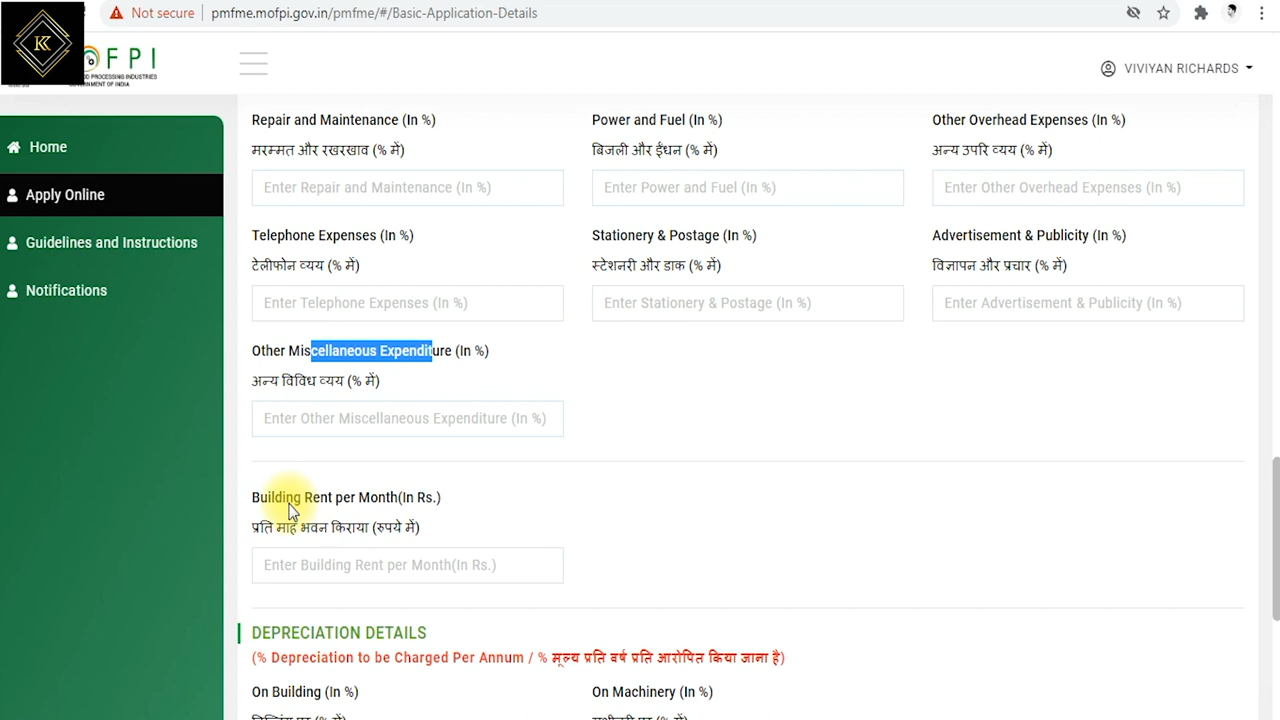 Not secure
pmfme.mofpi.gov.in/pmfme/#/Basic-Application-Details
F P I
OD PROCESSING INDUSTRIES
GOVERNMENT OF INDIA
VIVIYAN RICHARDS
Home
Apply Online
Guidelines and Instructions
Notifications
Repair and Maintenance (In %)
Power and Fuel (In %)
Other Overhead Expenses (In %)
मरम्मत और रखरखाव (% में)
बिजली और ईंधन (% में)
अन्य उपरि व्यय (% में)
Enter Repair and Maintenance (In %)
Enter Power and Fuel (In %)
Enter Other Overhead Expenses (In %)
Telephone Expenses (In %)
Stationery & Postage (In %)
Advertisement & Publicity (In %)
टेलीफोन व्यय (% में)
स्टेशनरी और डाक (% में)
विज्ञापन और प्रचार (% में)
Enter Telephone Expenses (In %)
Enter Stationery & Postage (In %)
Enter Advertisement & Publicity (In %)
Other Miscellaneous Expenditure (In %)
अन्य विविध व्यय (% में)
Enter Other Miscellaneous Expenditure (In %)
Building Rent per Month(In Rs.)
प्रति माह भवन किराया (रुपये में)
Enter Building Rent per Month(In Rs.)
DEPRECIATION DETAILS
(% Depreciation to be Charged Per Annum / % मूल्य प्रति वर्ष प्रति आरोपित किया जाना है)
On Building (In %)
On Machinery (In %)